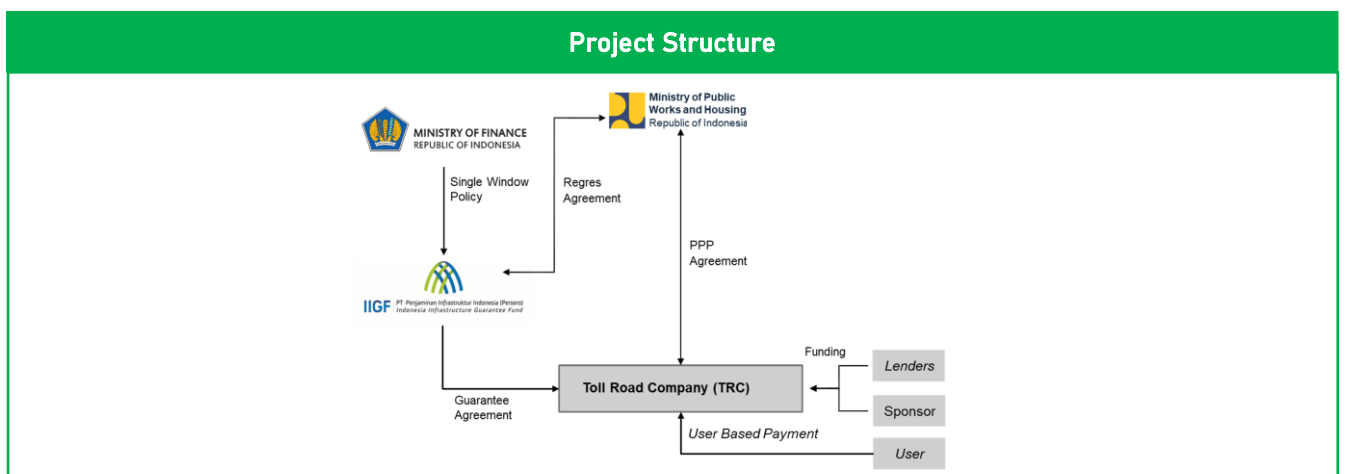 Project Structure
Ministry of Public
Works and Housing
Republic of Indonesia
MINISTRY OF FINANCE
REPUBLIC OF INDONESIA
Single Window
Policy
Regres
Agreement
PPP
Agreement
IIGF
PT Penjaminan Infrastruktur Indonesia (Persero)
Indonesia Infrastructure Guarantee Fund
Funding
Lenders
Toll Road Company (TRC)
Sponsor
Guarantee
Agreement
User Based Payment
User